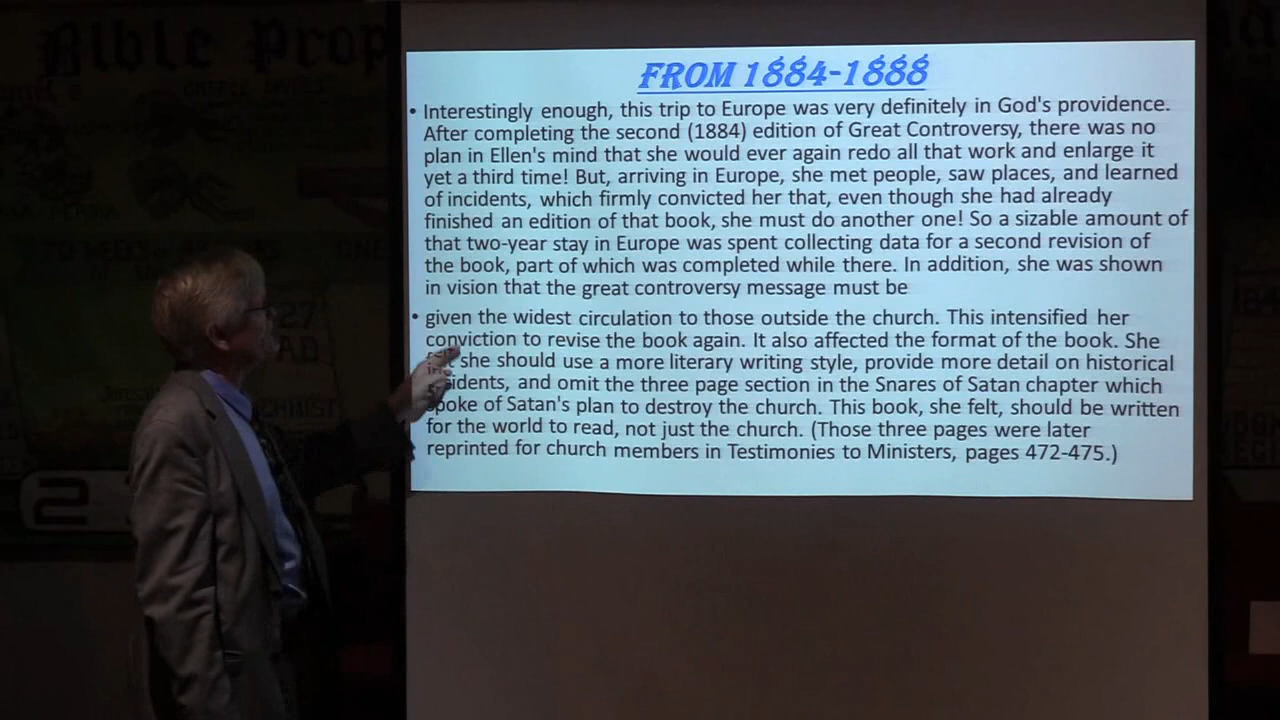 Bible Prop
FROM 1884-1888
• Interestingly enough, this trip to Europe was very definitely in God's providence.
After completing the second (1884) edition of Great Controversy, there was no
plan in Ellen's mind that she would ever again redo all that work and enlarge it
yet a third time! But, arriving in Europe, she met people, saw places, and learned
of incidents, which firmly convicted her that, even though she had already
finished an edition of that book, she must do another one! So a sizable amount of
that two-year stay in Europe was spent collecting data for a second revision of
the book, part of which was completed while there. In addition, she was shown
in vision that the great controversy message must be
• given the widest circulation to those outside the church. This intensified her
conviction to revise the book again. It also affected the format of the book. She
she should use a more literary writing style, provide more detail on historical
and omit the three page section in the Snares of Satan chapter which
spoke of Satan's plan to destroy the church. This book, she felt, should be written
for the world to read, not just the church. (Those three pages were later
reprinted for church members in Testimonies to Ministers, pages 472-475.)
27
AD
2